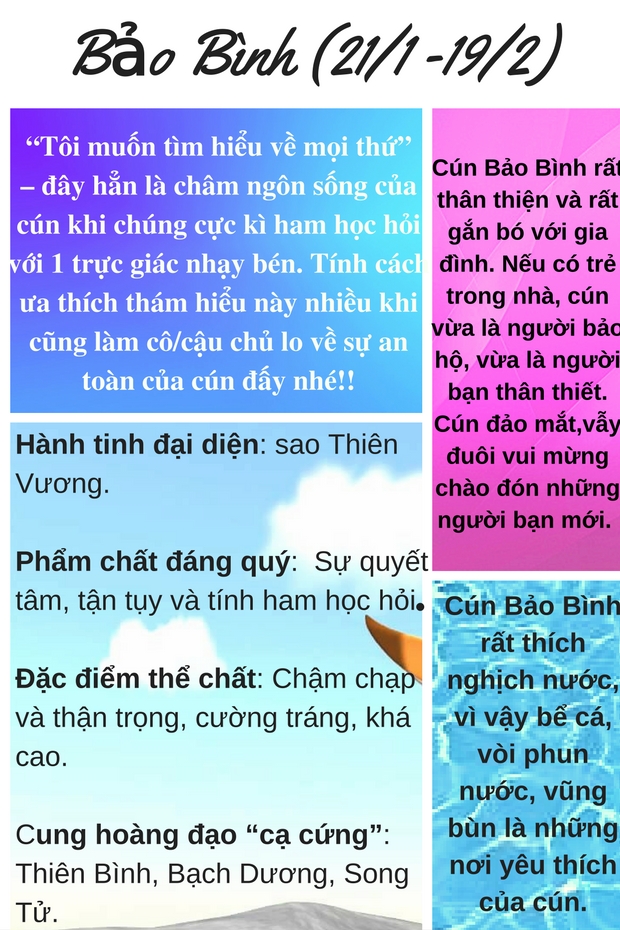 Bảo Bình (21/1 -19/2)
“Tôi muốn tìm hiểu về mọi thứ”
– đây hẳn là châm ngôn sống của
cún khi chúng cực kì ham học hỏi
với 1 trực giác nhạy bén. Tính cách
ưa thích thám hiểu này nhiều khi
cũng làm cô/cậu chủ lo về sự an
toàn của cún đấy nhé!!
Hành tinh đại diện: sao Thiên
Vương.
Phẩm chất đáng quý:  Sự quyết
tâm, tận tụy và tính ham học hỏi.
Đặc điểm thể chất: Chậm chạp
và thận trọng, cường tráng, khá
cao.
Cung hoàng đạo “cạ cứng”:
Thiên Bình, Bạch Dương, Song
Tử.
Cún Bảo Bình rất
thân thiện và rất
gắn bó với gia
đình. Nếu có trẻ
trong nhà, cún
vừa là người bảo
hộ, vừa là người
bạn thân thiết.
Cún đảo mắt,vẫy
đuôi vui mừng
chào đón những
người bạn mới.
Cún Bảo Bình
rất thích
nghịch nước,
vì vậy bể cá,
vòi phun
nước, vũng
bùn là những
nơi yêu thích
của cún.